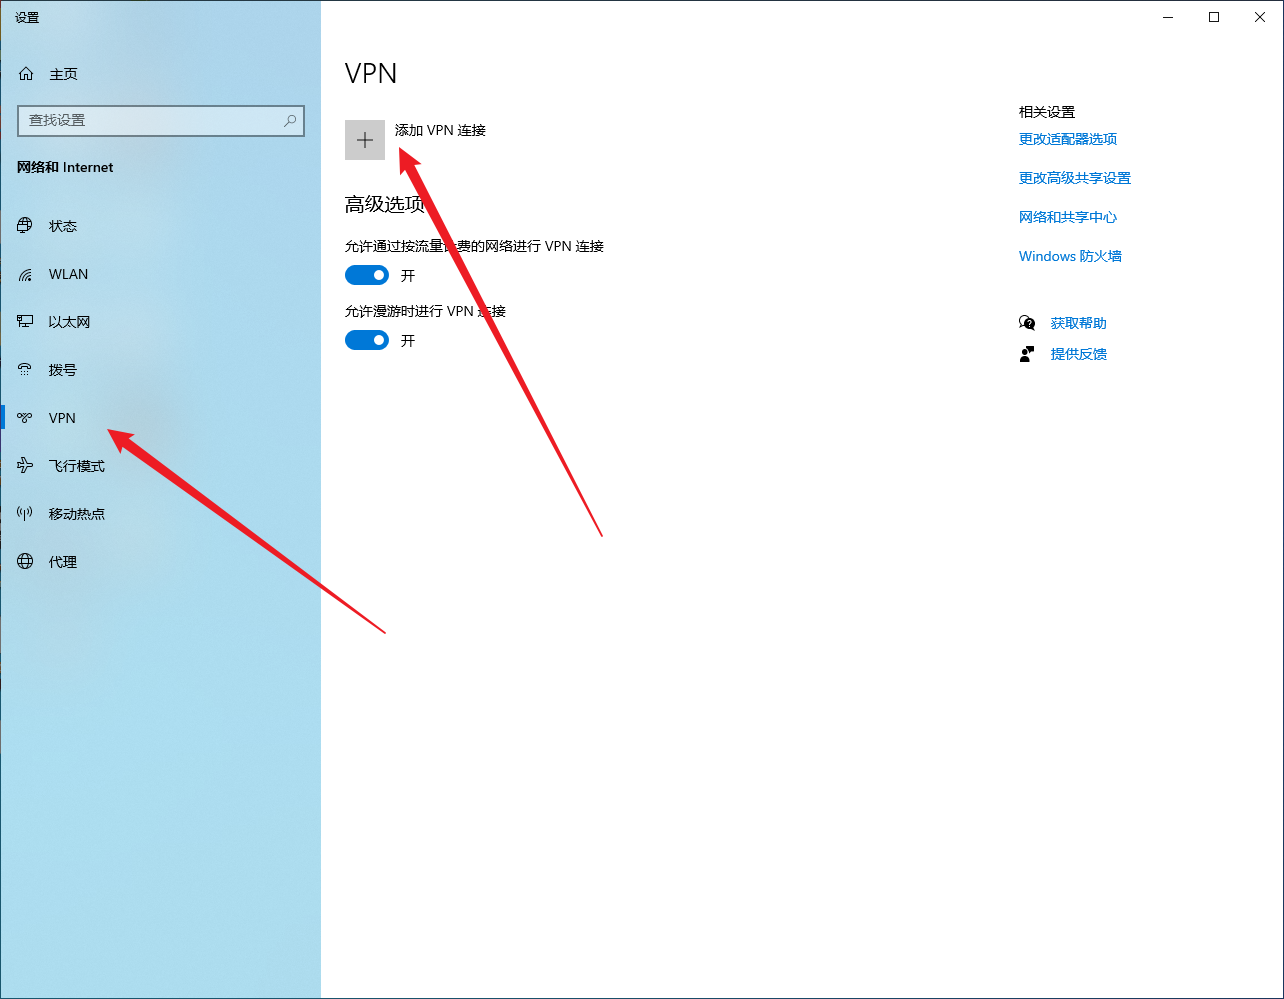 设置
主页
查找设置
网络和 Internet
状态
WLAN
以太网
拨号
VPN
飞行模式
移动热点
代理
VPN
添加 VPN 连接
高级选项
允许通过按流量计费的网络进行 VPN 连接
开
允许漫游时进行 VPN 连接
开
相关设置
更改适配器选项
更改高级共享设置
网络和共享中心
Windows 防火墙
获取帮助
提供反馈